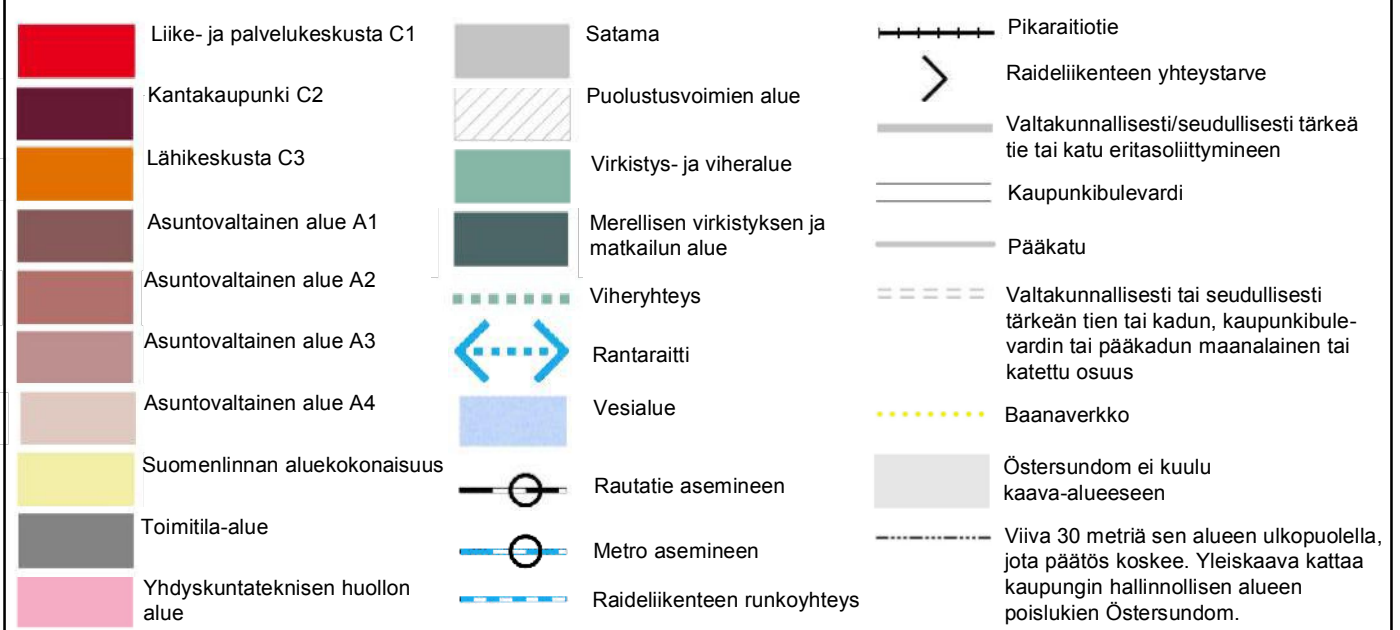 Liike- ja palvelukeskusta C1
Kantakaupunki C2
Lähikeskusta C3
Asuntovaltainen alue A1
Asuntovaltainen alue A2
Asuntovaltainen alue A3
Asuntovaltainen alue A4
Suomenlinnan aluekokonaisuus
Toimitila-alue
Yhdyskuntateknisen huollon
alue
Satama
Puolustusvoimien alue
Virkistys- ja viheralue
Merellisen virkistyksen ja
matkailun alue
Viheryhteys
Rantaraitti
Vesialue
Rautatie asemineen
Metro asemineen
Raideliikenteen runkoyhteys
Pikaraitiotie
Raideliikenteen yhteystarve
Valtakunnallisesti/seudullisesti tärkeä
tie tai katu eritasoliittymineen
Kaupunkibulevardi
Pääkatu
Valtakunnallisesti tai seudullisesti
tärkeän tien tai kadun, kaupunkibule-
vardin tai pääkadun maanalainen tai
katettu osuus
Baanaverkko
Östersundom ei kuulu
kaava-alueeseen
Viiva 30 metriä sen alueen ulkopuolella,
jota päätös koskee. Yleiskaava kattaa
kaupungin hallinnollisen alueen
poislukien Östersundom.